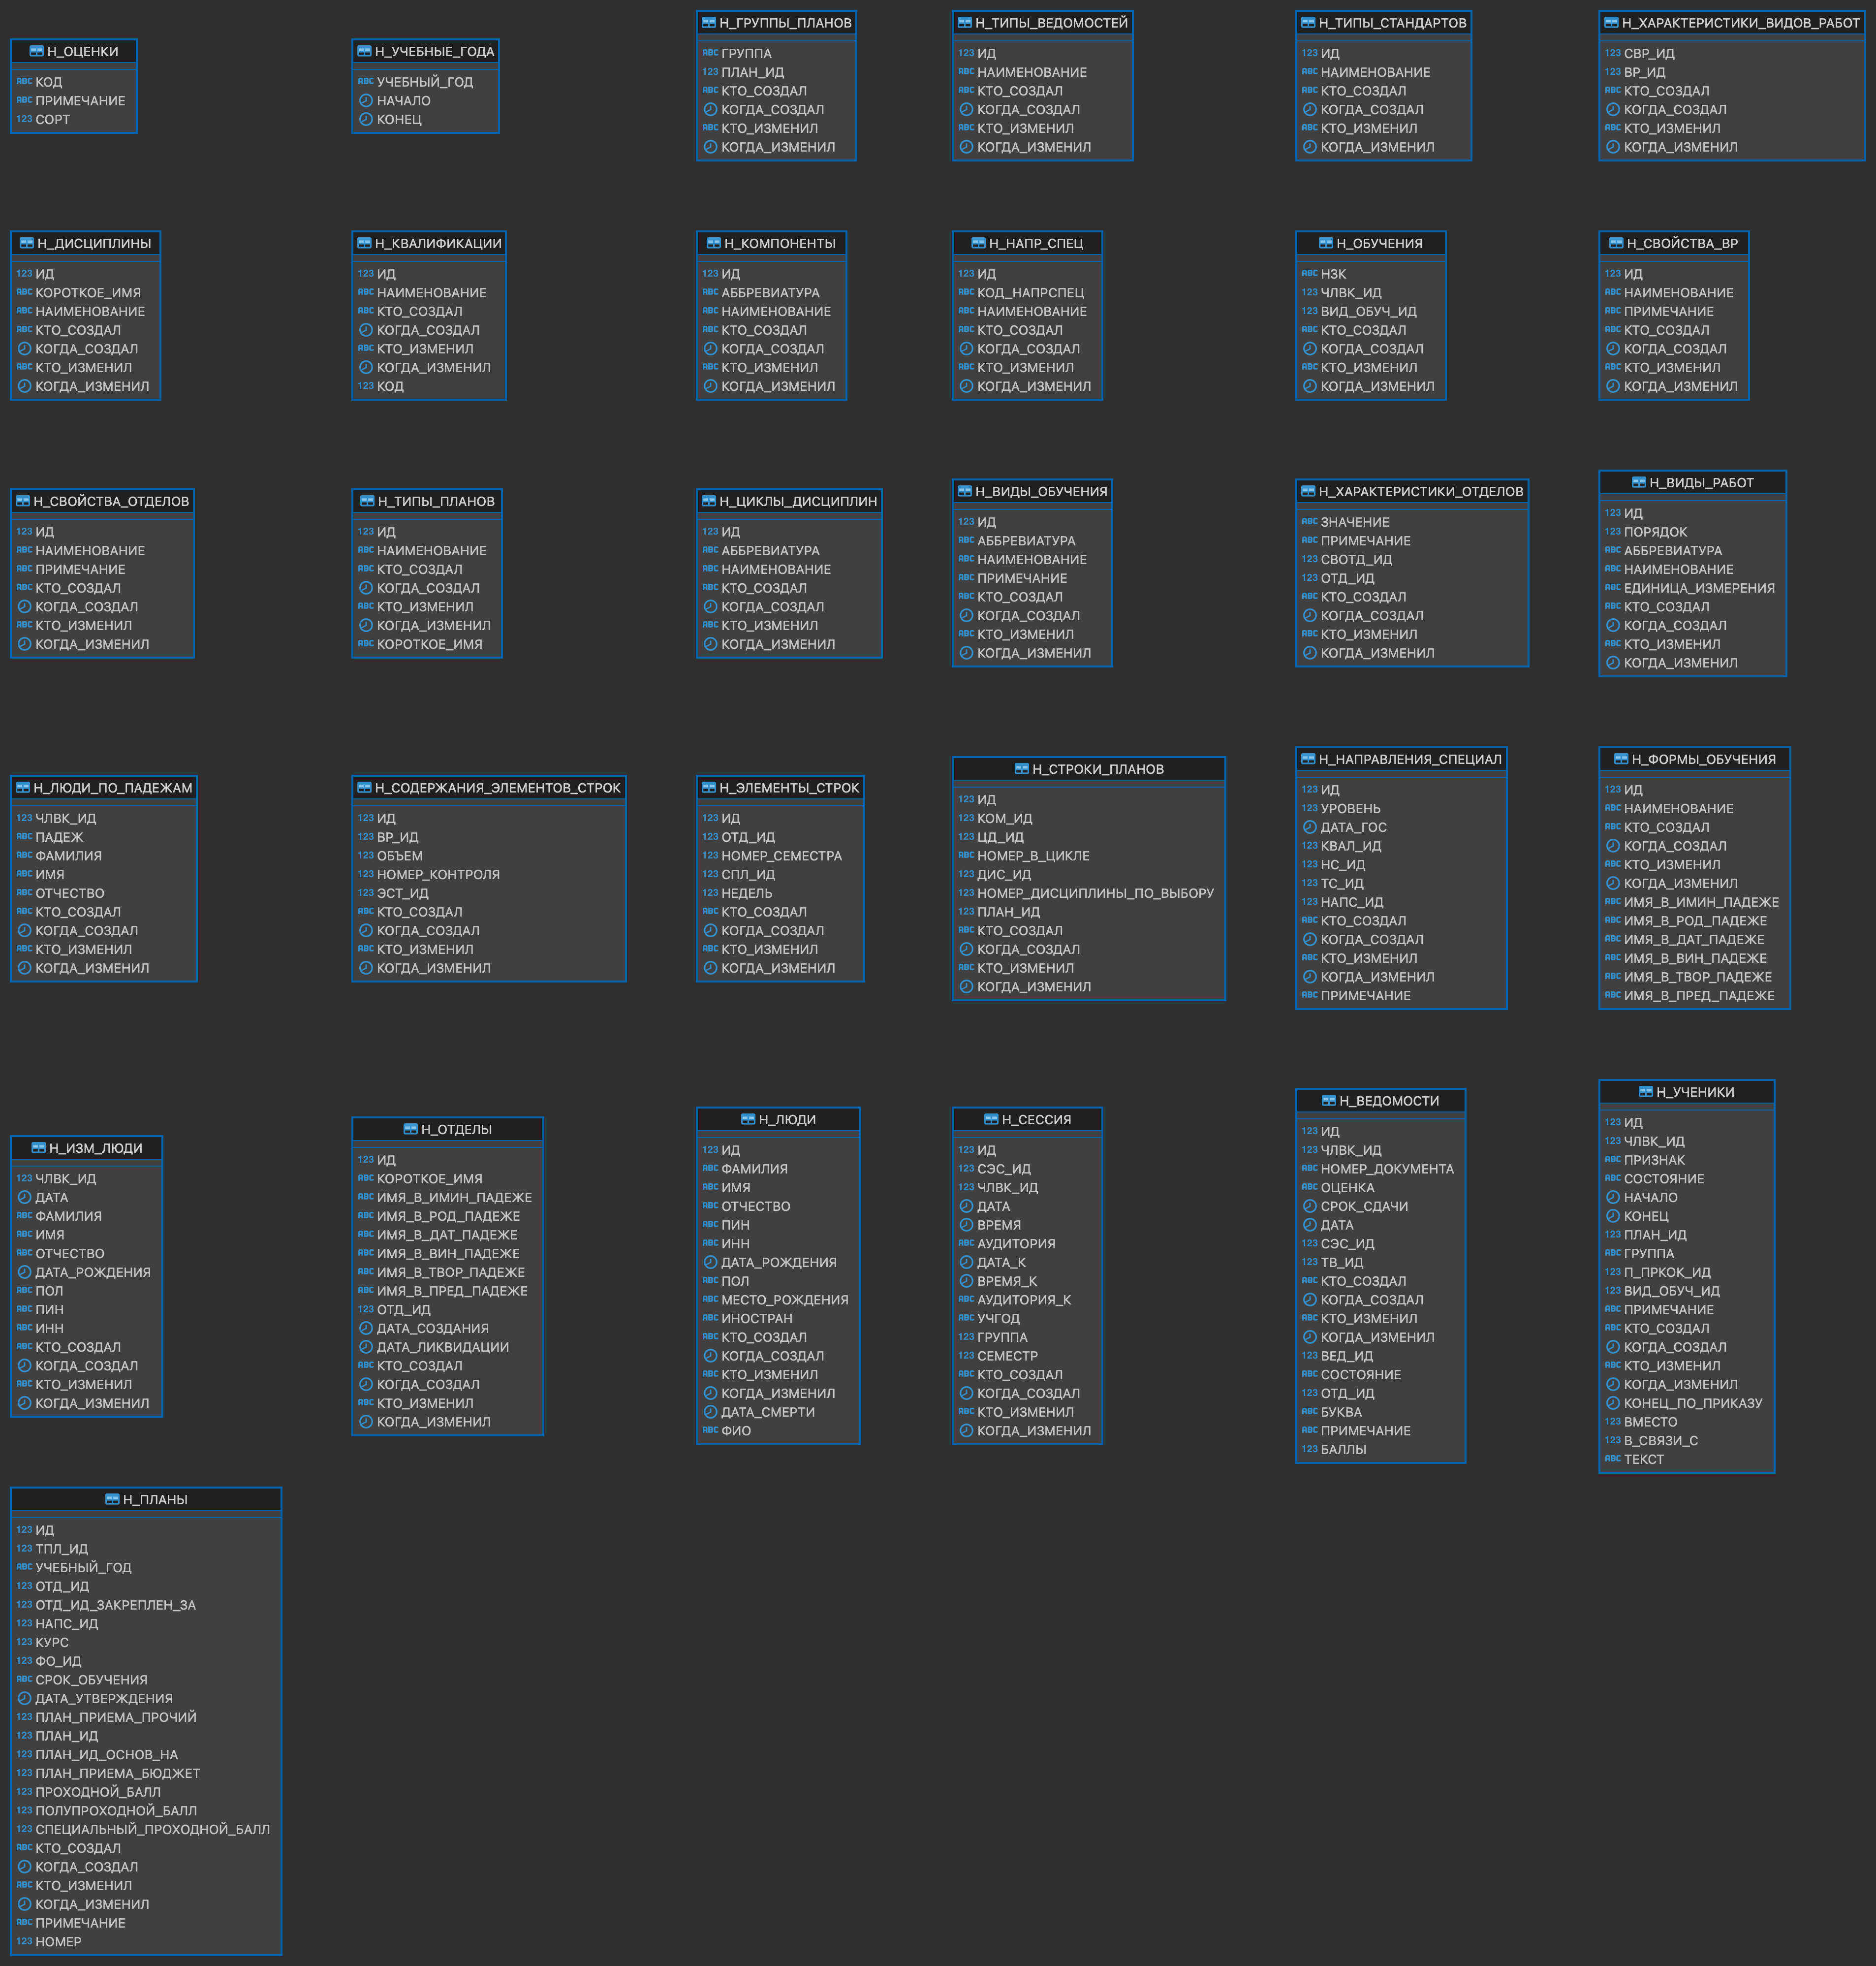 Н_ОЦЕНКИ
ABC КОД
ABC ПРИМЕЧАНИЕ
123 СОРТ
Н_УЧЕБНЫЕ_ГОДА
ABC УЧЕБНЫЙ_ГОД
НАЧАЛО
КОНЕЦ
Н_ГРУППЫ_ПЛАНОВ
ABC ГРУППА
123 ПЛАН_ИД
ABC КТО_СОЗДАЛ
КОГДА_СОЗДАЛ
ABC КТО_ИЗМЕНИЛ
КОГДА_ИЗМЕНИЛ
Н_ТИПЫ_ВЕДОМОСТЕЙ
123 ИД
ABC НАИМЕНОВАНИЕ
ABC КТО_СОЗДАЛ
КОГДА_СОЗДАЛ
ABC КТО_ИЗМЕНИЛ
КОГДА_ИЗМЕНИЛ
Н_ТИПЫ_СТАНДАРТОВ
123 ИД
ABC НАИМЕНОВАНИЕ
ABC КТО_СОЗДАЛ
КОГДА_СОЗДАЛ
ABC КТО_ИЗМЕНИЛ
КОГДА_ИЗМЕНИЛ
Н_ХАРАКТЕРИСТИКИ_ВИДОВ_РАБОТ
123 СВР_ИД
123 ВР_ИД
ABC КТО_СОЗДАЛ
КОГДА_СОЗДАЛ
ABC КТО_ИЗМЕНИЛ
КОГДА_ИЗМЕНИЛ
Н_ДИСЦИПЛИНЫ
123 ИД
ABC КОРОТКОЕ_ИМЯ
ABC НАИМЕНОВАНИЕ
ABC КТО_СОЗДАЛ
КОГДА_СОЗДАЛ
ABC КТО_ИЗМЕНИЛ
КОГДА_ИЗМЕНИЛ
Н_КВАЛИФИКАЦИИ
123 ИД
ABC НАИМЕНОВАНИЕ
ABC КТО_СОЗДАЛ
КОГДА_СОЗДАЛ
ABC КТО_ИЗМЕНИЛ
КОГДА_ИЗМЕНИЛ
123 КОД
Н_КОМПОНЕНТЫ
123 ИД
ABC АББРЕВИАТУРА
ABC НАИМЕНОВАНИЕ
ABC КТО_СОЗДАЛ
КОГДА_СОЗДАЛ
ABC КТО_ИЗМЕНИЛ
КОГДА_ИЗМЕНИЛ
Н_НАПР_СПЕЦ
123 ИД
ABC КОД_НАПРСПЕЦ
ABC НАИМЕНОВАНИЕ
ABC КТО_СОЗДАЛ
КОГДА_СОЗДАЛ
ABC КТО_ИЗМЕНИЛ
КОГДА_ИЗМЕНИЛ
Н_ОБУЧЕНИЯ
ABC НЗК
123 ЧЛВК_ИД
123 ВИД_ОБУЧ_ИД
ABC КТО_СОЗДАЛ
КОГДА_СОЗДАЛ
ABC КТО_ИЗМЕНИЛ
КОГДА_ИЗМЕНИЛ
Н_СВОЙСТВА_ВР
123 ИД
ABC НАИМЕНОВАНИЕ
ABC ПРИМЕЧАНИЕ
ABC КТО_СОЗДАЛ
КОГДА_СОЗДАЛ
ABC КТО_ИЗМЕНИЛ
КОГДА_ИЗМЕНИЛ
Н_СВОЙСТВА_ОТДЕЛОВ
123 ИД
ABC НАИМЕНОВАНИЕ
ABC ПРИМЕЧАНИЕ
ABC КТО_СОЗДАЛ
КОГДА_СОЗДАЛ
ABC КТО_ИЗМЕНИЛ
КОГДА_ИЗМЕНИЛ
Н_ТИПЫ_ПЛАНОВ
123 ИД
ABC НАИМЕНОВАНИЕ
ABC КТО_СОЗДАЛ
КОГДА_СОЗДАЛ
ABC КТО_ИЗМЕНИЛ
КОГДА_ИЗМЕНИЛ
ABC КОРОТКОЕ_ИМЯ
Н_ЦИКЛЫ_ДИСЦИПЛИН
123 ИД
ABC АББРЕВИАТУРА
ABC НАИМЕНОВАНИЕ
ABC КТО_СОЗДАЛ
КОГДА_СОЗДАЛ
ABC КТО_ИЗМЕНИЛ
КОГДА_ИЗМЕНИЛ
Н_ВИДЫ_ОБУЧЕНИЯ
123 ИД
ABC АББРЕВИАТУРА
ABC НАИМЕНОВАНИЕ
ABC ПРИМЕЧАНИЕ
ABC КТО_СОЗДАЛ
КОГДА_СОЗДАЛ
ABC КТО_ИЗМЕНИЛ
КОГДА_ИЗМЕНИЛ
Н_ХАРАКТЕРИСТИКИ_ОТДЕЛОВ
ABC ЗНАЧЕНИЕ
ABC ПРИМЕЧАНИЕ
123 СВОТД_ИД
123 ОТД_ИД
ABC КТО_СОЗДАЛ
КОГДА_СОЗДАЛ
ABC КТО_ИЗМЕНИЛ
КОГДА_ИЗМЕНИЛ
Н_ВИДЫ_РАБОТ
123 ИД
123 ПОРЯДОК
ABC АББРЕВИАТУРА
ABC НАИМЕНОВАНИЕ
ABC ЕДИНИЦА_ИЗМЕРЕНИЯ
ABC КТО_СОЗДАЛ
КОГДА_СОЗДАЛ
ABC КТО_ИЗМЕНИЛ
КОГДА_ИЗМЕНИЛ
Н_ЛЮДИ_ПО_ПАДЕЖАМ
123 ЧЛВК_ИД
ABC ПАДЕЖ
ABC ФАМИЛИЯ
ABC ИМЯ
ABC ОТЧЕСТВО
ABC КТО_СОЗДАЛ
КОГДА_СОЗДАЛ
ABC КТО_ИЗМЕНИЛ
КОГДА_ИЗМЕНИЛ
Н_СОДЕРЖАНИЯ_ЭЛЕМЕНТОВ_СТРОК
123 ИД
123 ВР_ИД
123 ОБЪЕМ
123 НОМЕР_КОНТРОЛЯ
123 ЭСТ_ИД
ABC КТО_СОЗДАЛ
КОГДА_СОЗДАЛ
ABC КТО_ИЗМЕНИЛ
КОГДА_ИЗМЕНИЛ
Н_ЭЛЕМЕНТЫ_СТРОК
123 ИД
123 ОТД_ИД
123 НОМЕР_СЕМЕСТРА
123 СПЛ_ИД
123 НЕДЕЛЬ
ABC КТО_СОЗДАЛ
КОГДА_СОЗДАЛ
ABC КТО_ИЗМЕНИЛ
КОГДА_ИЗМЕНИЛ
Н_СТРОКИ_ПЛАНОВ
123 ИД
123 КОМ_ИД
123 ЦД_ИД
ABC НОМЕР_В_ЦИКЛЕ
123 ДИС_ИД
123 НОМЕР_ДИСЦИПЛИНЫ_ПО_ВЫБОРУ
123 ПЛАН_ИД
ABC КТО_СОЗДАЛ
КОГДА_СОЗДАЛ
ABC КТО_ИЗМЕНИЛ
КОГДА_ИЗМЕНИЛ
Н_НАПРАВЛЕНИЯ_СПЕЦИАЛ
123 ИД
123 УРОВЕНЬ
ДАТА_ГОС
123 КВАЛ_ИД
123 НС_ИД
123 ТС_ИД
123 НАПС_ИД
ABC КТО_СОЗДАЛ
КОГДА_СОЗДАЛ
ABC КТО_ИЗМЕНИЛ
КОГДА_ИЗМЕНИЛ
ABC ПРИМЕЧАНИЕ
Н_ФОРМЫ_ОБУЧЕНИЯ
123 ИД
ABC НАИМЕНОВАНИЕ
ABC КТО_СОЗДАЛ
КОГДА_СОЗДАЛ
ABC КТО_ИЗМЕНИЛ
КОГДА_ИЗМЕНИЛ
ABC ИМЯ_В_ИМИН_ПАДЕЖЕ
ABC ИМЯ_В_РОД_ПАДЕЖЕ
ABC ИМЯ_В_ДАТ_ПАДЕЖЕ
ABC ИМЯ_В_ВИН_ПАДЕЖЕ
ABC ИМЯ_В_ТВОР_ПАДЕЖЕ
ABC ИМЯ_В_ПРЕД_ПАДЕЖЕ
Н_ИЗМ_ЛЮДИ
123 ЧЛВК_ИД
ДАТА
ABC ФАМИЛИЯ
ABC ИМЯ
ABC ОТЧЕСТВО
ДАТА_РОЖДЕНИЯ
ABC ПОЛ
ABC ПИН
ABC ИНН
ABC КТО_СОЗДАЛ
КОГДА_СОЗДАЛ
ABC КТО_ИЗМЕНИЛ
КОГДА_ИЗМЕНИЛ
Н_ОТДЕЛЫ
123 ИД
ABC КОРОТКОЕ_ИМЯ
ABC ИМЯ_В_ИМИН_ПАДЕЖЕ
ABC ИМЯ_В_РОД_ПАДЕЖЕ
ABC ИМЯ_В_ДАТ_ПАДЕЖЕ
ABC ИМЯ_В_ВИН_ПАДЕЖЕ
ABC ИМЯ_В_ТВОР_ПАДЕЖЕ
ABC ИМЯ_В_ПРЕД_ПАДЕЖЕ
123 ОТД_ИД
ДАТА_СОЗДАНИЯ
ДАТА_ЛИКВИДАЦИИ
ABC КТО_СОЗДАЛ
КОГДА_СОЗДАЛ
ABC КТО_ИЗМЕНИЛ
КОГДА_ИЗМЕНИЛ
Н_ЛЮДИ
123 ИД
ABC ФАМИЛИЯ
ABC ИМЯ
ABC ОТЧЕСТВО
ABC ПИН
ABC ИНН
ДАТА_РОЖДЕНИЯ
ABC ПОЛ
ABC МЕСТО_РОЖДЕНИЯ
ABC ИНОСТРАН
ABC КТО_СОЗДАЛ
КОГДА_СОЗДАЛ
ABC КТО_ИЗМЕНИЛ
КОГДА_ИЗМЕНИЛ
ДАТА_СМЕРТИ
ABC ФИО
Н_СЕССИЯ
123 ИД
123 СЭС_ИД
123 ЧЛВК_ИД
ДАТА
ВРЕМЯ
ABC АУДИТОРИЯ
ДАТА_К
ВРЕМЯ_К
ABC АУДИТОРИЯ_К
ABC УЧГОД
123 ГРУППА
123 СЕМЕСТР
ABC КТО_СОЗДАЛ
КОГДА_СОЗДАЛ
ABC КТО_ИЗМЕНИЛ
КОГДА_ИЗМЕНИЛ
Н_ВЕДОМОСТИ
123 ИД
123 ЧЛВК_ИД
ABC НОМЕР_ДОКУМЕНТА
ABC ОЦЕНКА
СРОК_СДАЧИ
ДАТА
123 СЭС_ИД
123 ТВ_ИД
ABC КТО_СОЗДАЛ
КОГДА_СОЗДАЛ
ABC КТО_ИЗМЕНИЛ
КОГДА_ИЗМЕНИЛ
123 ВЕД_ИД
ABC СОСТОЯНИЕ
123 ОТД_ИД
ABC БУКВА
ABC ПРИМЕЧАНИЕ
123 БАЛЛЫ
Н_УЧЕНИКИ
123 ИД
123 ЧЛВК_ИД
ABC ПРИЗНАК
ABC СОСТОЯНИЕ
НАЧАЛО
КОНЕЦ
123 ПЛАН_ИД
ABC ГРУППА
123 П_ПРКОК_ИД
123 ВИД_ОБУЧ_ИД
ABC ПРИМЕЧАНИЕ
ABC КТО_СОЗДАЛ
КОГДА_СОЗДАЛ
ABC КТО_ИЗМЕНИЛ
КОГДА_ИЗМЕНИЛ
КОНЕЦ_ПО_ПРИКАЗУ
123 ВМЕСТО
123 В_СВЯЗИ_С
ABC ТЕКСТ
Н_ПЛАНЫ
123 ИД
123 ТПЛ_ИД
ABC УЧЕБНЫЙ_ГОД
123 ОТД_ИД
123 ОТД_ИД_ЗАКРЕПЛЕН_ЗА
123 НАПС_ИД
123 КУРС
123 ФО_ИД
ABC СРОК_ОБУЧЕНИЯ
ДАТА_УТВЕРЖДЕНИЯ
123 ПЛАН_ПРИЕМА_ПРОЧИЙ
123 ПЛАН_ИД
123 ПЛАН_ИД_ОСНОВ_НА
123 ПЛАН_ПРИЕМА_БЮДЖЕТ
123 ПРОХОДНОЙ_БАЛЛ
123 ПОЛУПРОХОДНОЙ_БАЛЛ
123 СПЕЦИАЛЬНЫЙ_ПРОХОДНОЙ_БАЛЛ
ABC КТО_СОЗДАЛ
КОГДА_СОЗДАЛ
ABC КТО_ИЗМЕНИЛ
КОГДА_ИЗМЕНИЛ
ABC ПРИМЕЧАНИЕ
123 НОМЕР